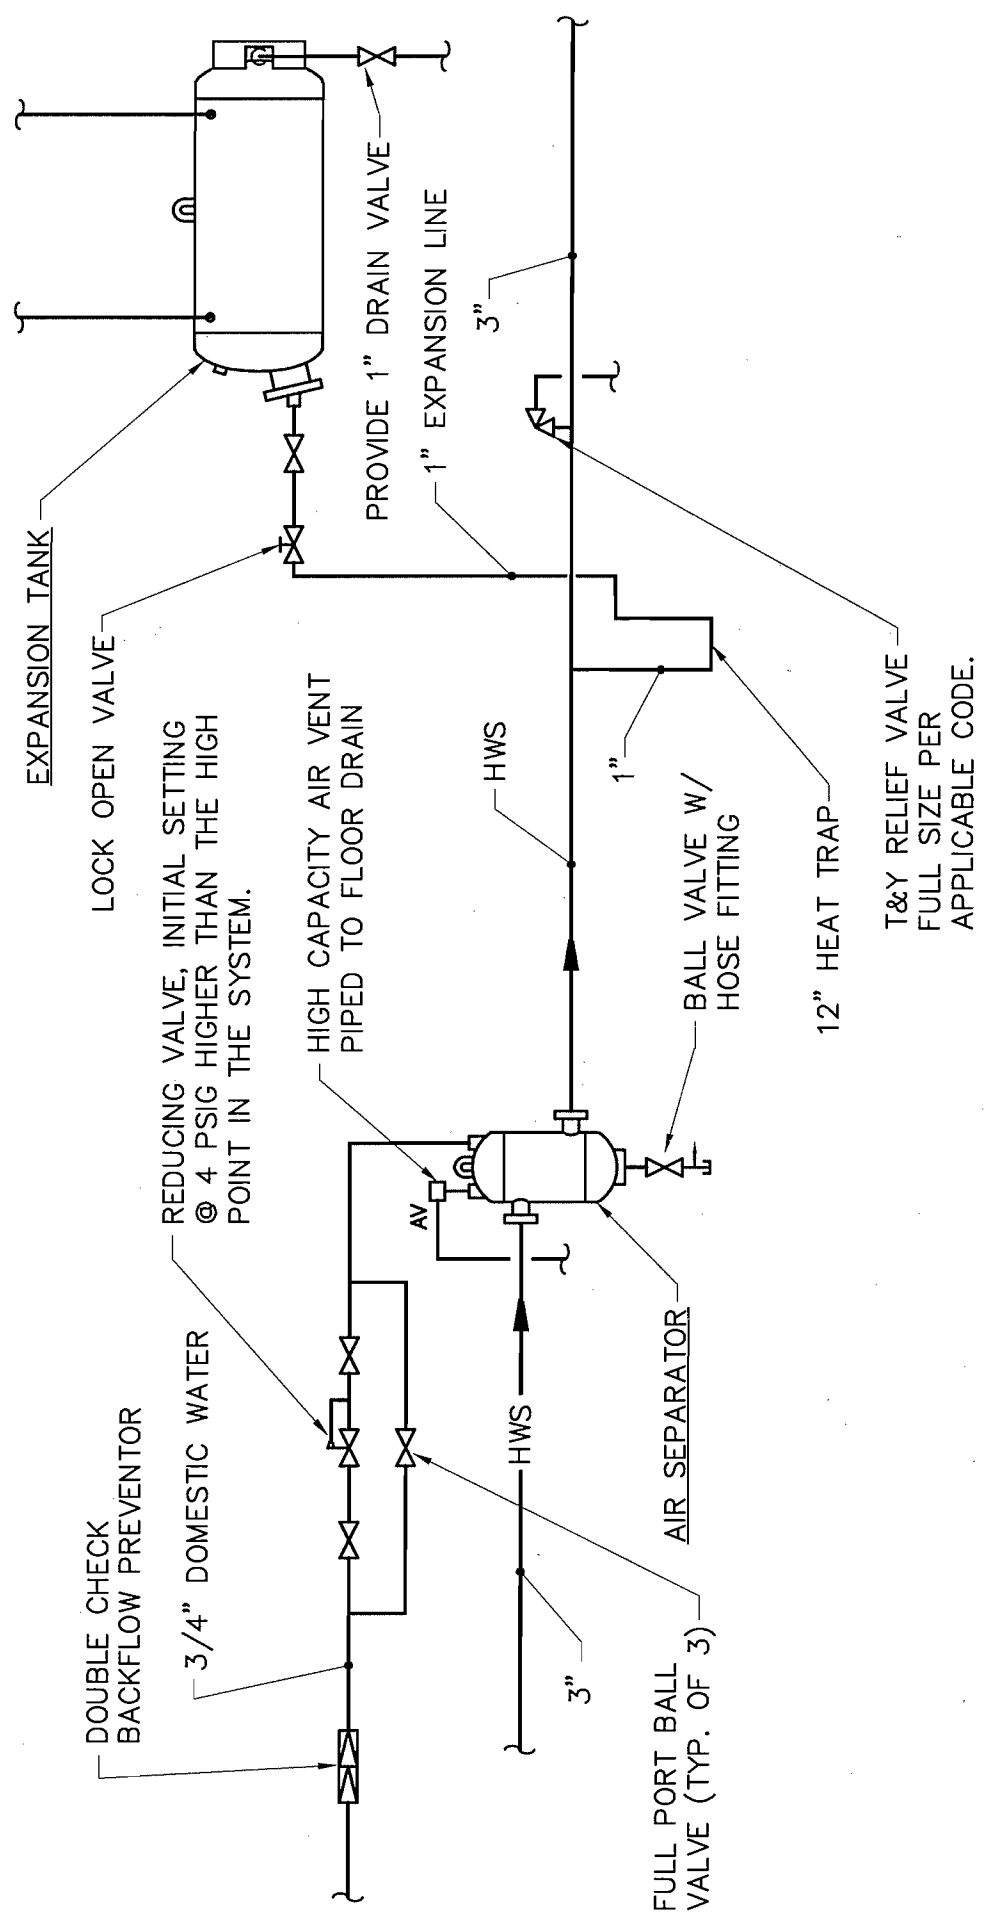 EXPANSION TANK
LOCK OPEN VALVE
REDUCING VALVE, INITIAL SETTING
@ 4 PSIG HIGHER THAN THE HIGH
POINT IN THE SYSTEM.
HIGH CAPACITY AIR VENT
PIPED TO FLOOR DRAIN
AV
DOUBLE CHECK
BACKFLOW PREVENTOR
3/4" DOMESTIC WATER
PROVIDE 1" DRAIN VALVE
1" EXPANSION LINE
3"
HWS
HWS
3"
1"
BALL VALVE W/
HOSE FITTING
AIR SEPARATOR
FULL PORT BALL
VALVE (TYP. OF 3)
12" HEAT TRAP
T&Y RELIEF VALVE
FULL SIZE PER
APPLICABLE CODE.